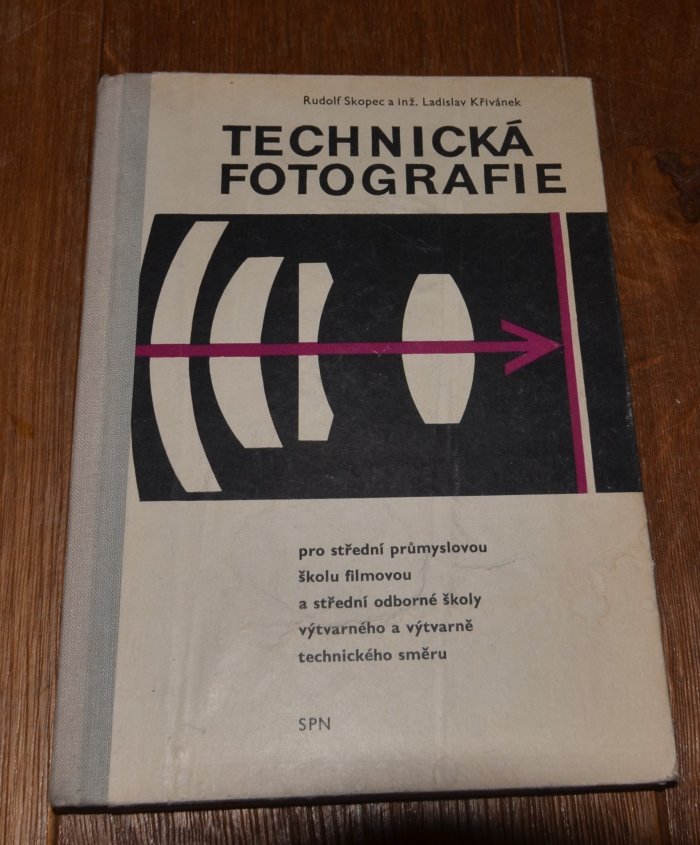 Rudolf Skopec a inž. Ladislav Křivánek
TECHNICKÁ
FOTOGRAFIE
pro střední průmyslovou
školu filmovou
a střední odborné školy
výtvarného a výtvarně
technického směru
SPN